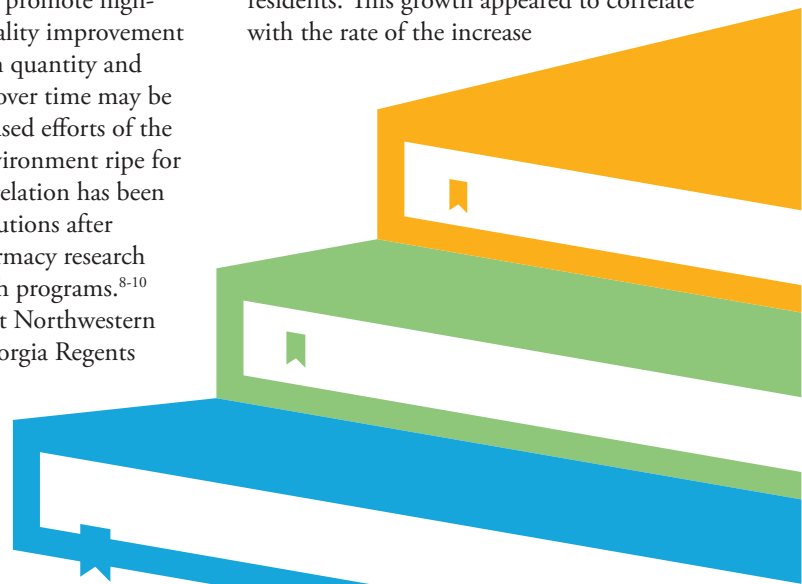 promote high-
ality improvement
quantity and
over time may be
sed efforts of the
vironment ripe for
elation has been
utions after
rmacy research
h programs.8-10
t Northwestern
orgia Regents
residents. This growth appeared to correlate
with the rate of the increase